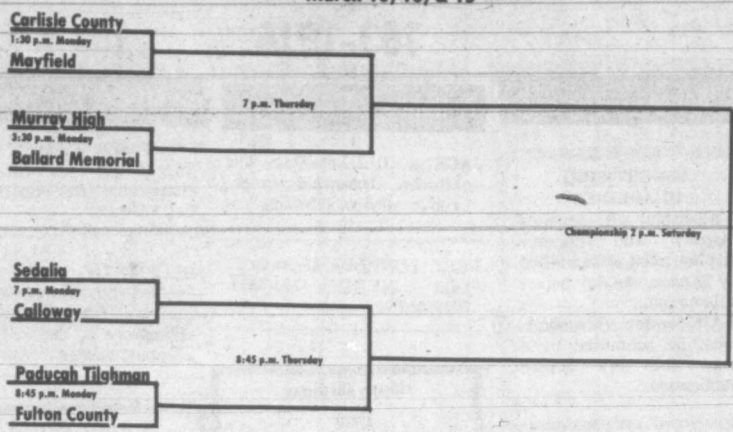 Carlisle County
1:30 p.m. Monday
Mayfield
7 p.m. Thursday
Murray High
3:30 p.m. Monday
Ballard Memorial
Championship 2 p.m. Saturday
Sedalia
7 p.m. Monday
Calloway
8:45 p.m. Thursday
Paducah Tilghman
8:45 p.m. Monday
Fulton County